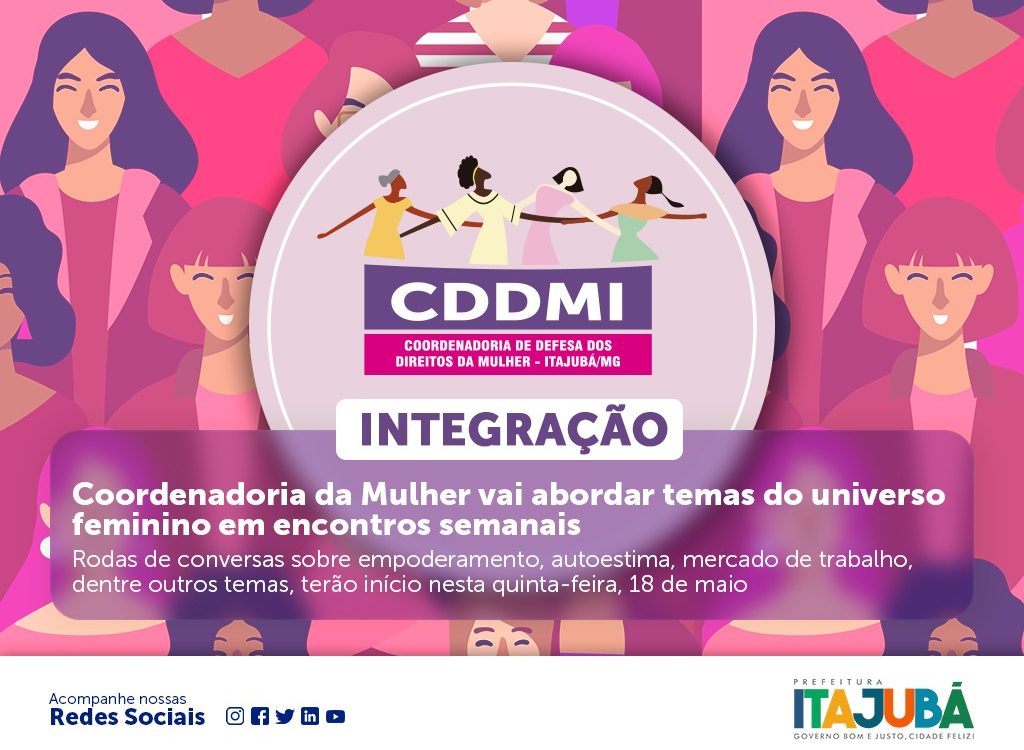 CDDMI
COORDENADORIA DE DEFESA DOS
DIREITOS DA MULHER - ITAJUBÁ/MG
INTEGRAÇÃO
Coordenadoria da Mulher vai abordar temas do universo
feminino em encontros semanais
Rodas de conversas sobre empoderamento, autoestima, mercado de trabalho,
dentre outros temas, terão início nesta quinta-feira, 18 de maio
Acompanhe nossas
Redes Sociais
PREFEITURA
ITAJUBÁ
GOVERNO BOM E JUSTO, CIDADE FELIZ!